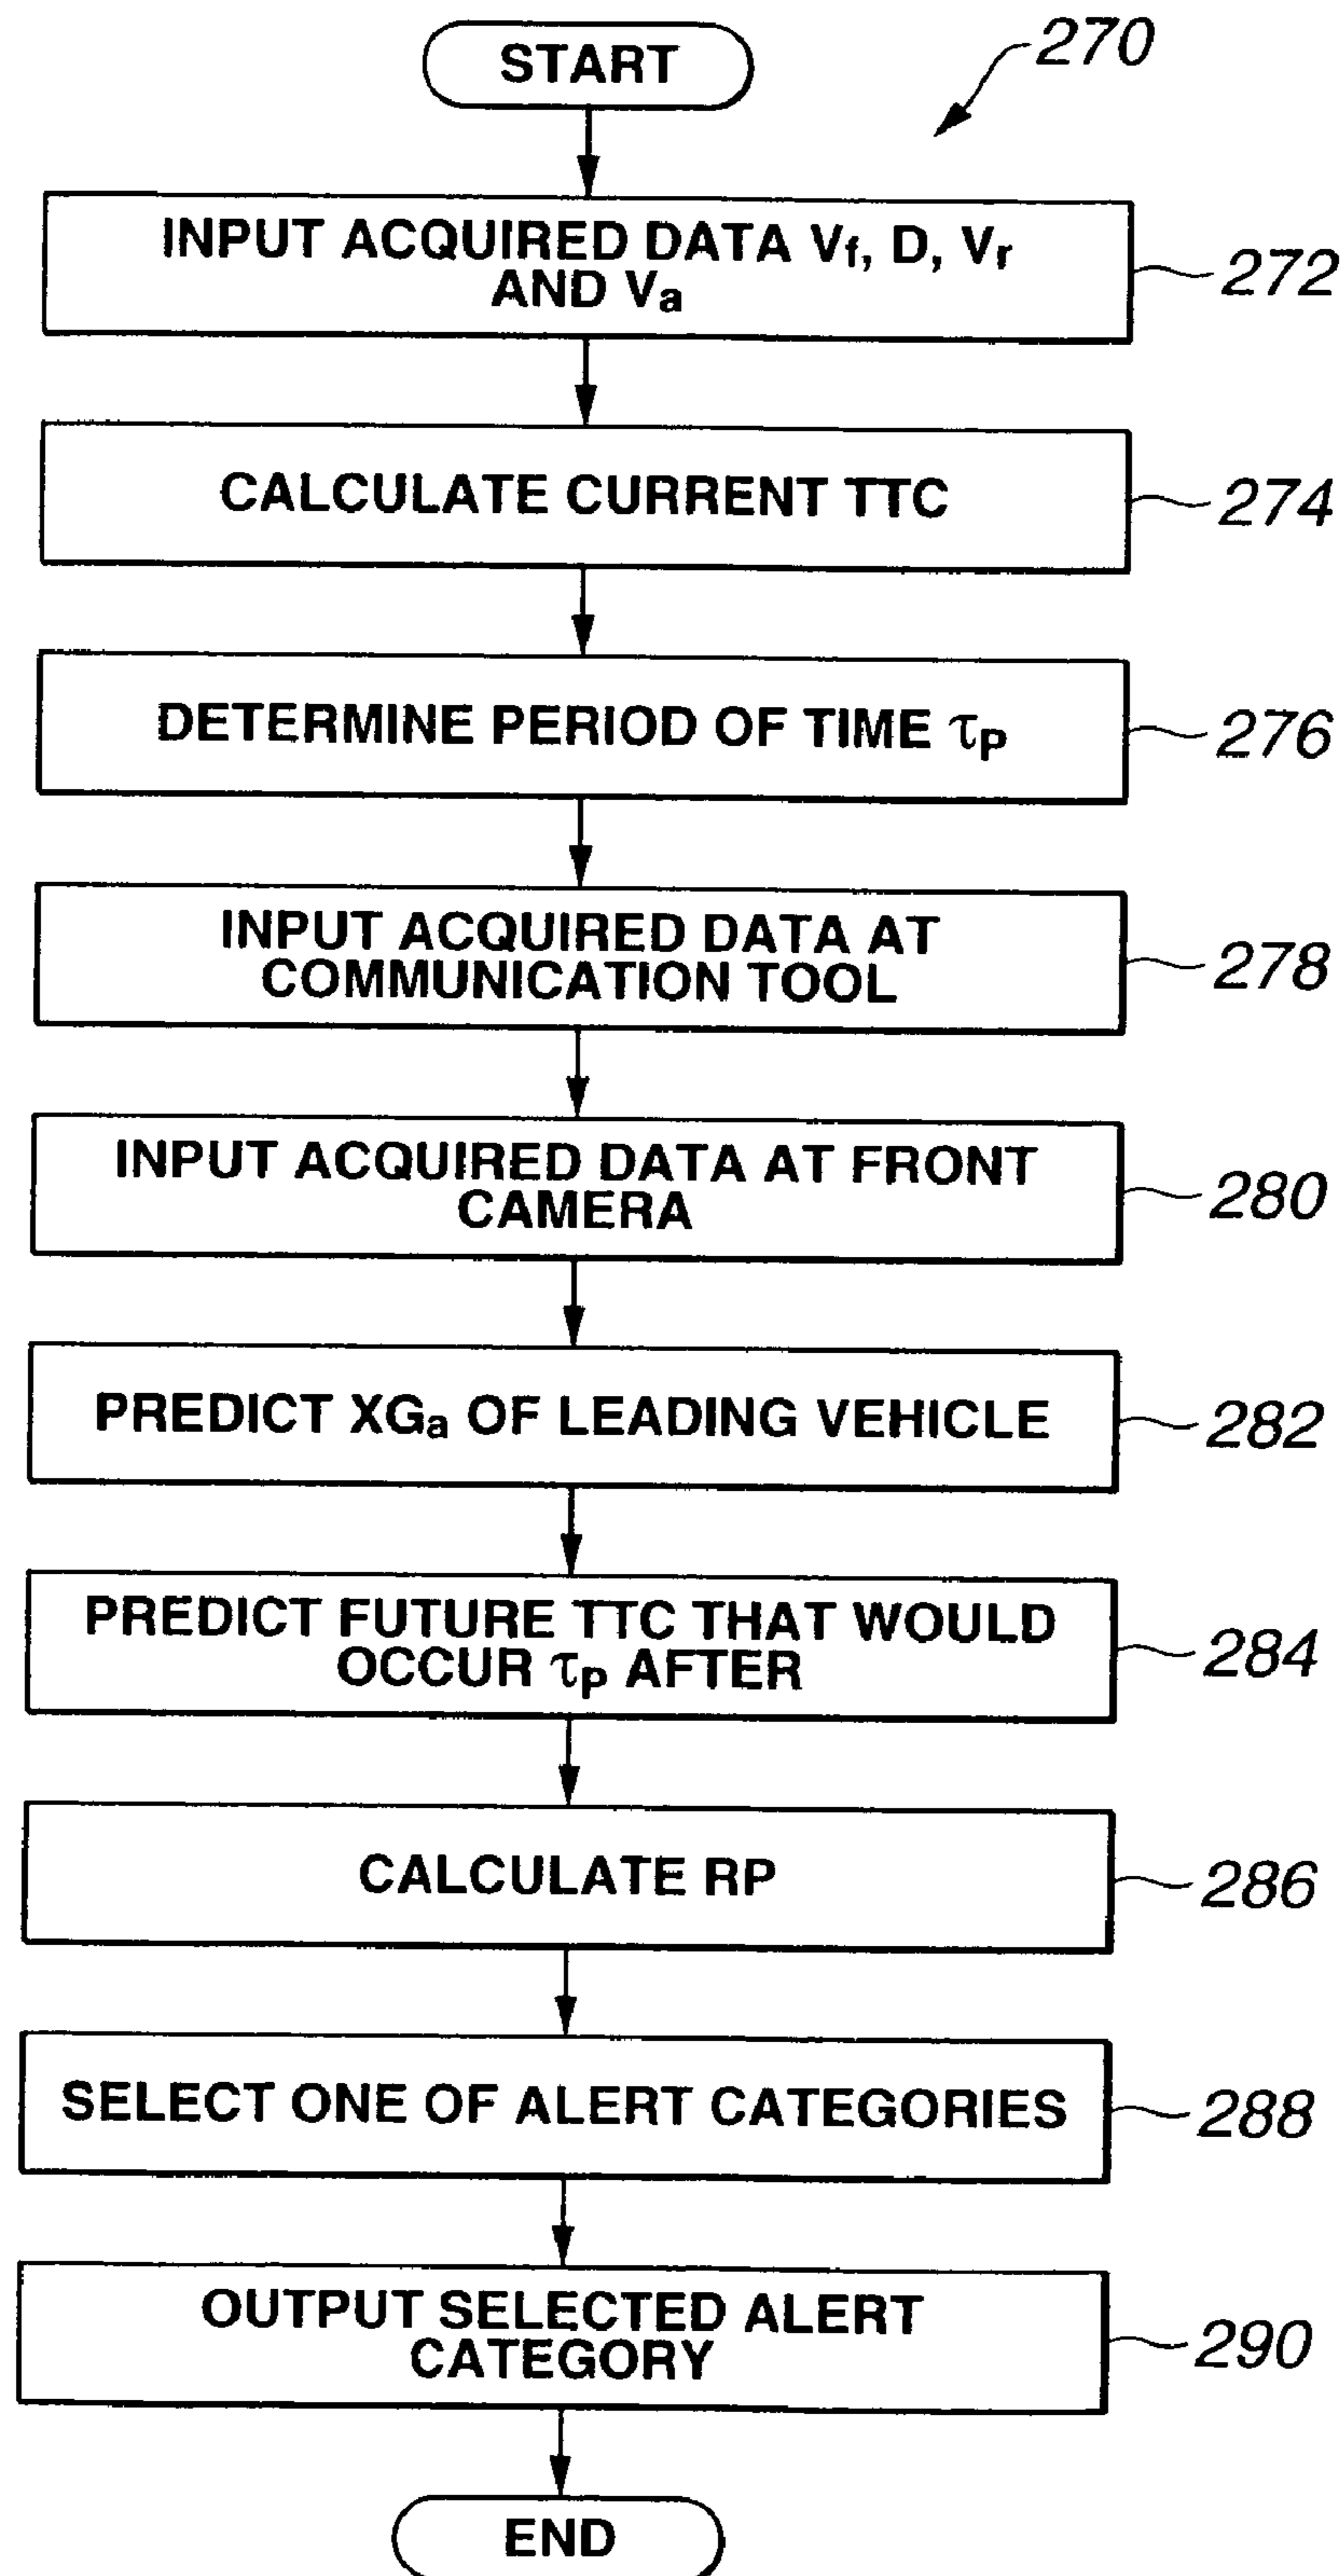 START
270
INPUT ACQUIRED DATA Vf, D, Vr
AND Va
272
CALCULATE CURRENT TTC
274
DETERMINE PERIOD OF TIME τp
276
INPUT ACQUIRED DATA AT
COMMUNICATION TOOL
278
INPUT ACQUIRED DATA AT FRONT
CAMERA
280
PREDICT XGa OF LEADING VEHICLE
282
PREDICT FUTURE TTC THAT WOULD
OCCUR τp AFTER
284
CALCULATE RP
286
SELECT ONE OF ALERT CATEGORIES
288
OUTPUT SELECTED ALERT
CATEGORY
290
END